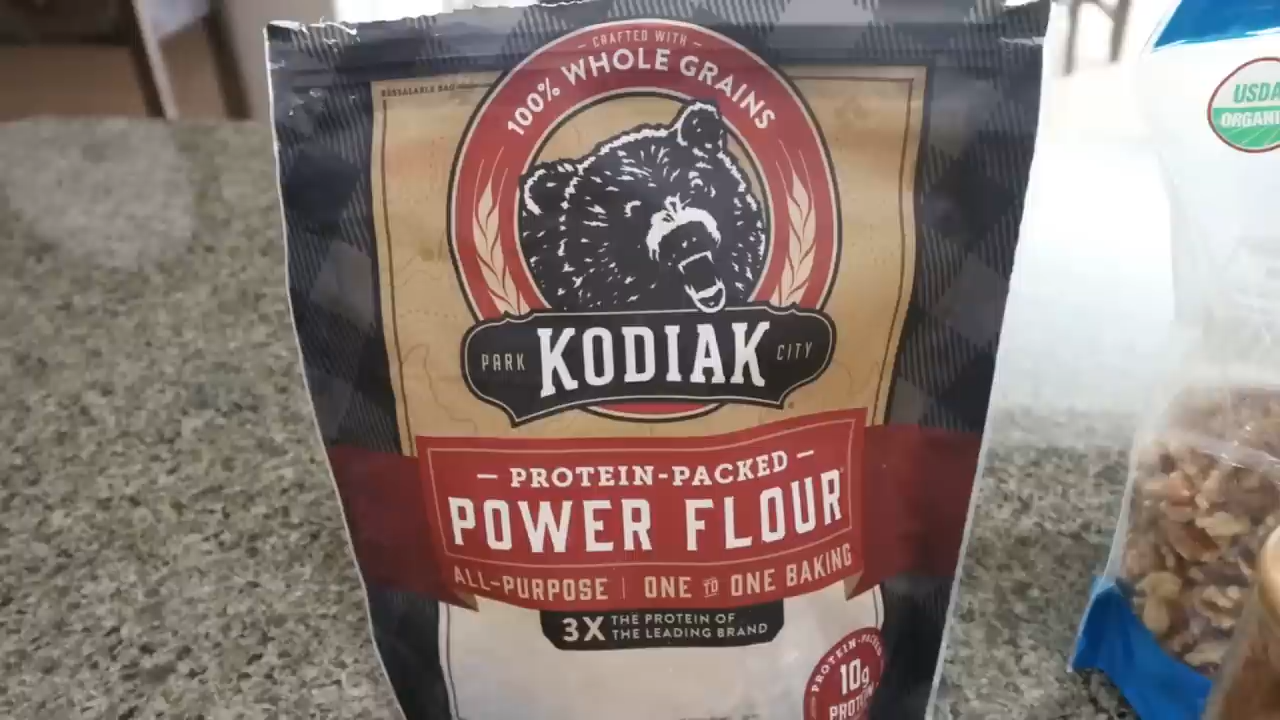 RESEALABLE BAG
CRAFTED WITH
100% WHOLE GRAINS
PARK KODIAK CITY
PROTEIN-PACKED
POWER FLOUR
ALL-PURPOSE | ONE TO ONE BAKING
3X THE PROTEIN OF
THE LEADING BRAND
PROTEIN-PACKED
10g
PROTEIN
USDA
ORGANI